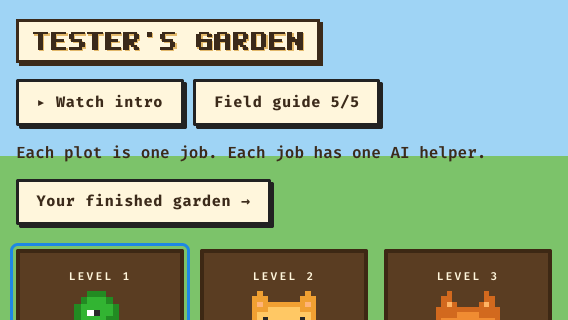 TESTER'S GARDEN
▸ Watch intro
Field guide 5/5
Each plot is one job. Each job has one AI helper.
Your finished garden →
LEVEL 1
LEVEL 2
LEVEL 3